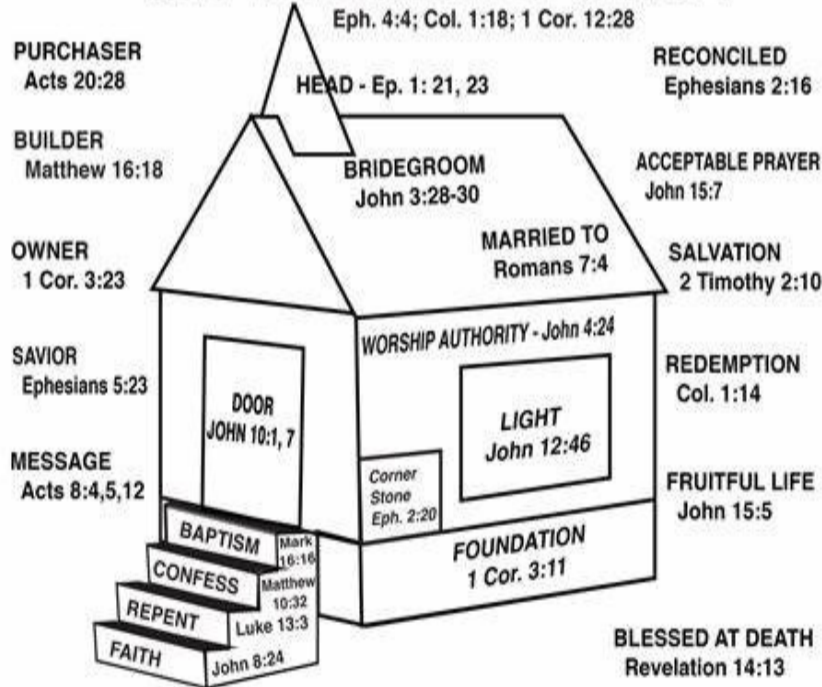 Eph. 4:4; Col. 1:18; 1 Cor. 12:28
PURCHASER
Acts 20:28
HEAD - Ep. 1: 21, 23
RECONCILED
Ephesians 2:16
BUILDER
Matthew 16:18
BRIDEGROOM
John 3:28-30
ACCEPTABLE PRAYER
John 15:7
OWNER
1 Cor. 3:23
MARRIED TO
Romans 7:4
SALVATION
2 Timothy 2:10
WORSHIP AUTHORITY - John 4:24
SAVIOR
Ephesians 5:23
DOOR
JOHN 10:1, 7
LIGHT
John 12:46
REDEMPTION
Col. 1:14
MESSAGE
Acts 8:4,5,12
Corner
Stone
Eph. 2:20
FRUITFUL LIFE
John 15:5
FOUNDATION
1 Cor. 3:11
BAPTISM
Mark
16:16
CONFESS
Matthew
10:32
REPENT
Luke 13:3
FAITH
John 8:24
BLESSED AT DEATH
Revelation 14:13